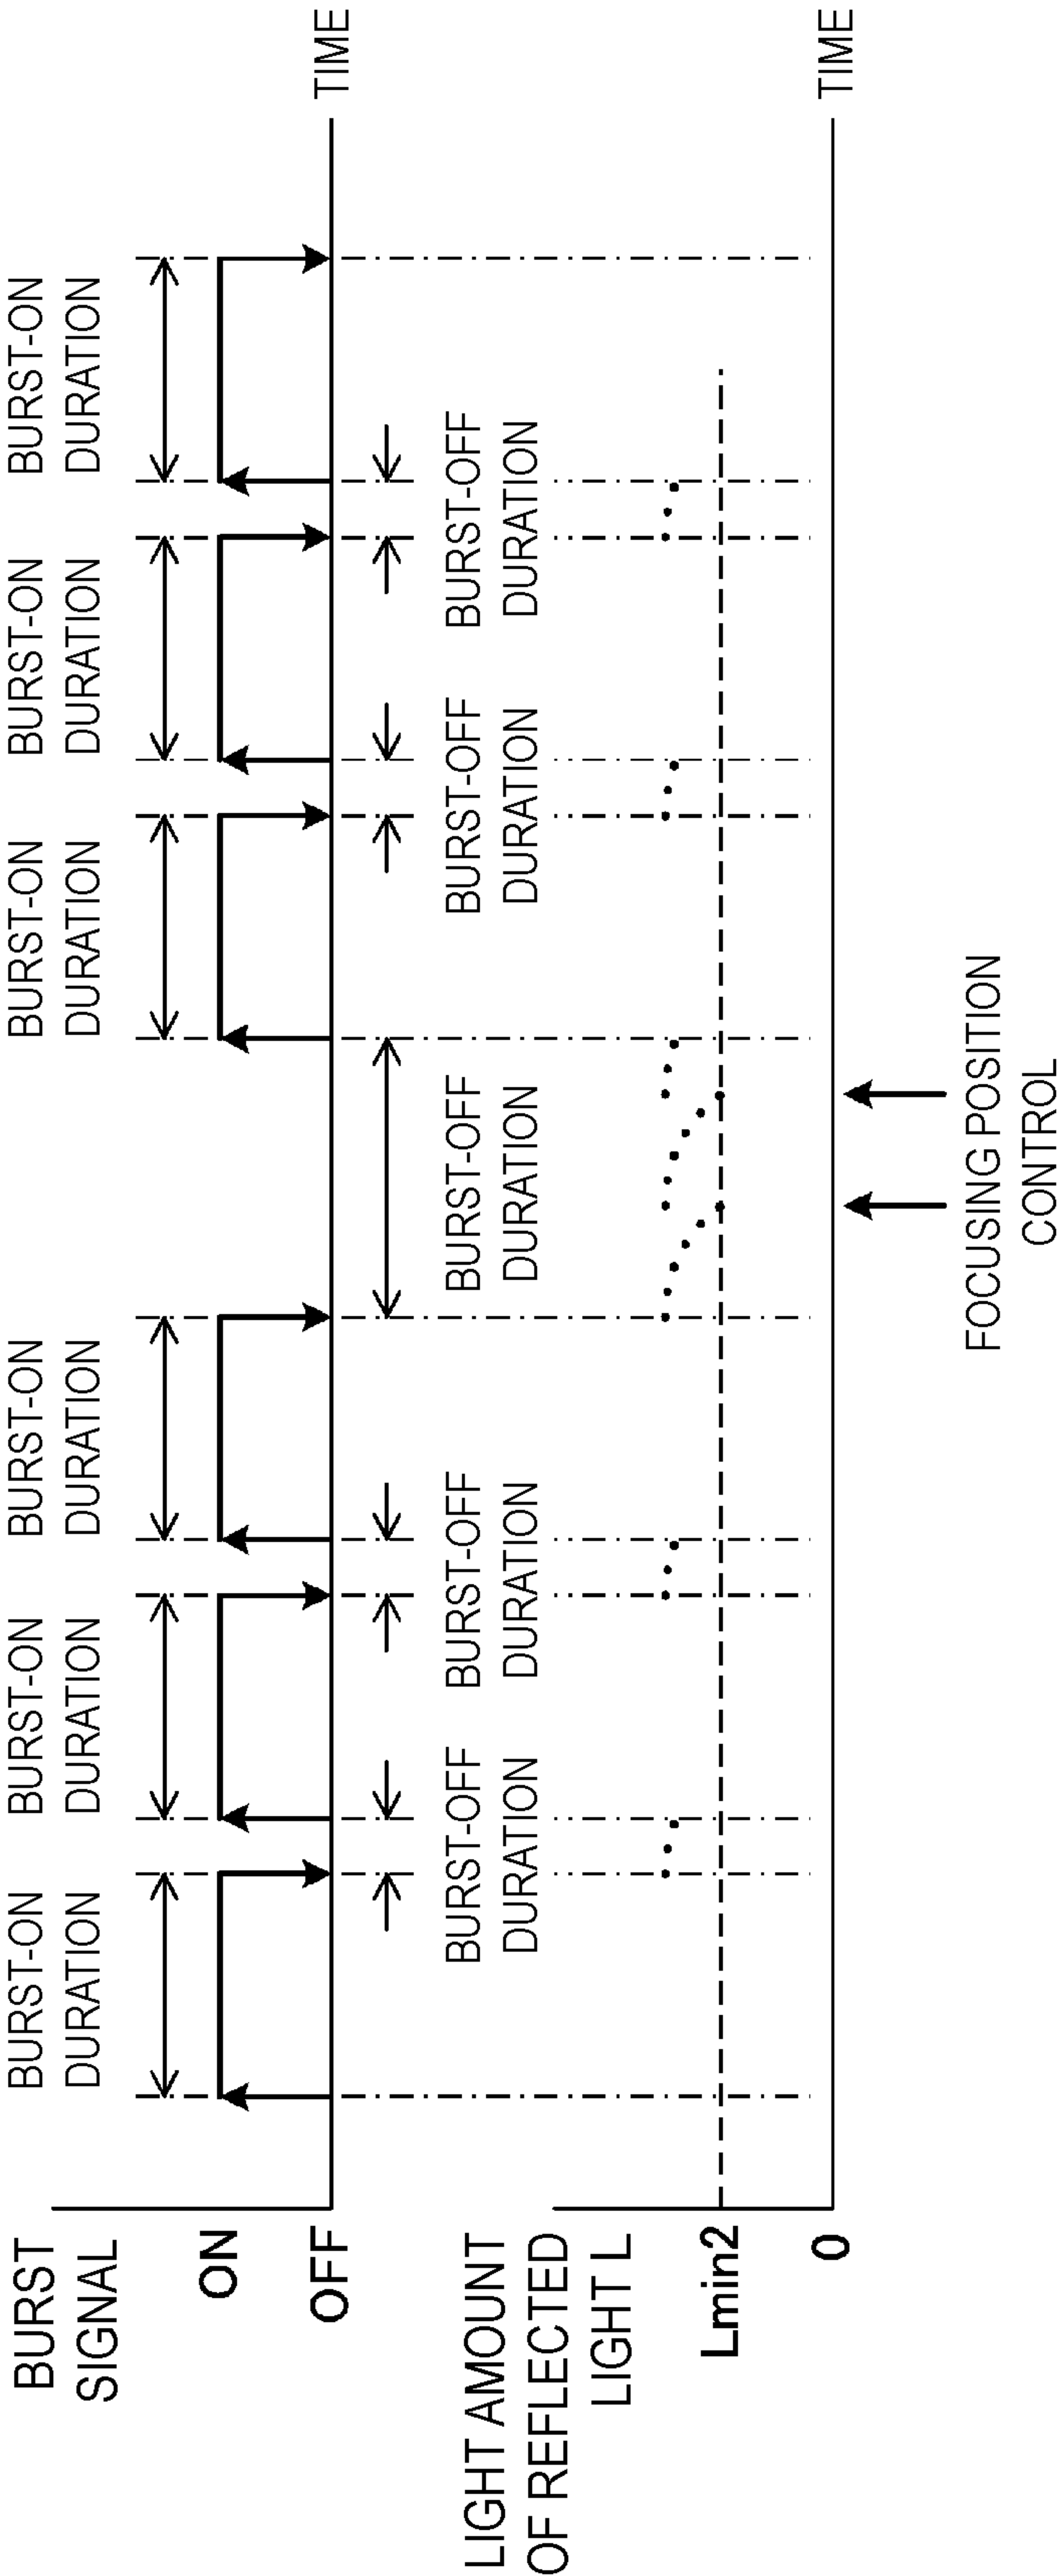 BURST
SIGNAL
ON
OFF
BURST-ON
DURATION
BURST-ON
DURATION
BURST-ON
DURATION
BURST-ON
DURATION
BURST-ON
DURATION
BURST-ON
DURATION
TIME
BURST-OFF
DURATION
BURST-OFF
DURATION
BURST-OFF
DURATION
BURST-OFF
DURATION
BURST-OFF
DURATION
LIGHT AMOUNT
OF REFLECTED
LIGHT L
Lmin2
0
TIME
FOCUSING POSITION
CONTROL